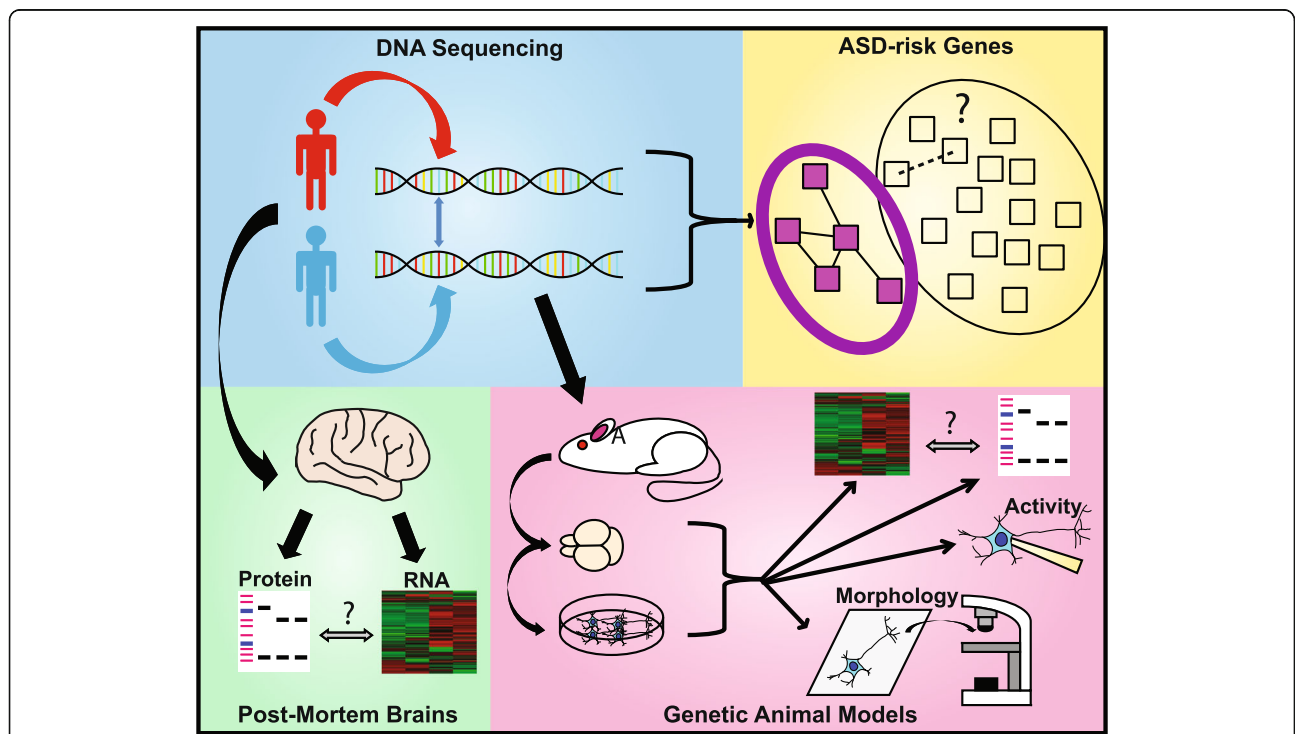 DNA Sequencing
ASD-risk Genes
?
A
?
Activity
Protein
RNA
?
Morphology
Post-Mortem Brains
Genetic Animal Models